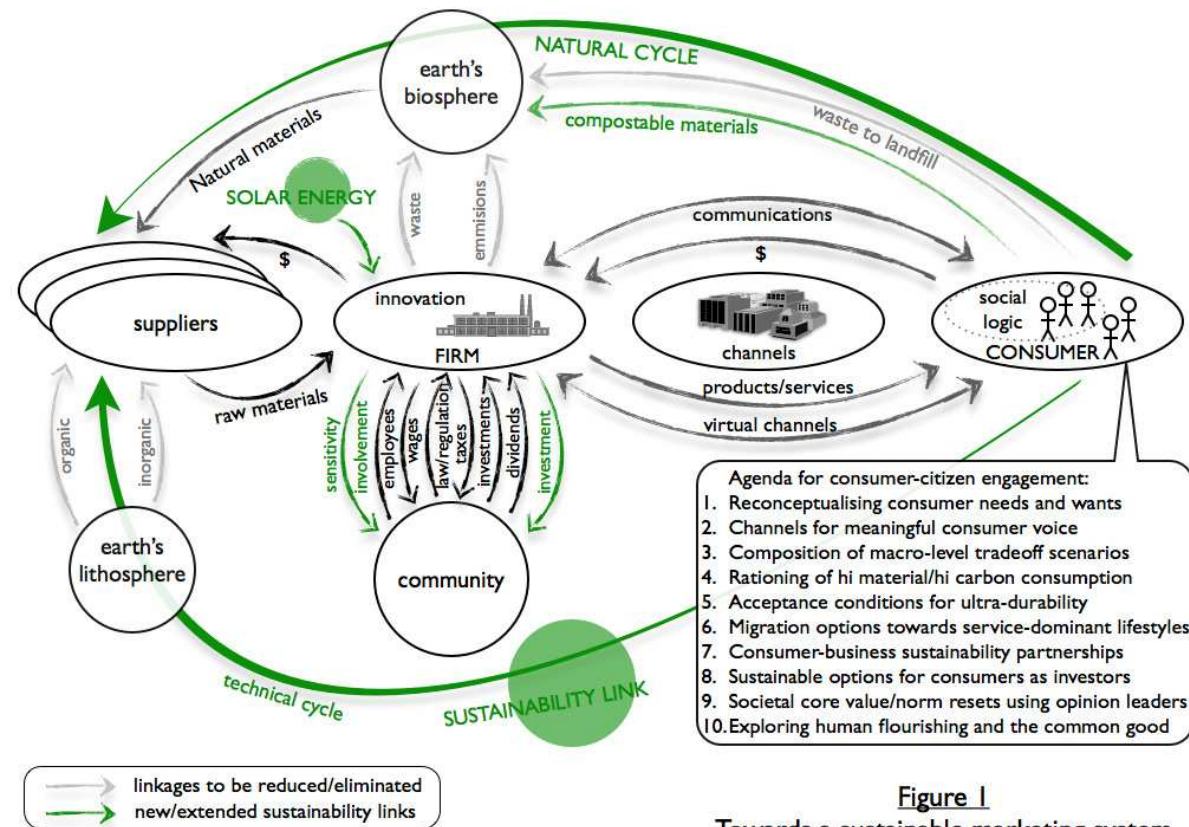 NATURAL CYCLE
earth's
biosphere
waste to landfill
compostable materials
Natural materials
SOLAR ENERGY
waste
emmisions
communications
$
$
innovation
FIRM
suppliers
channels
social
logic
CONSUMER
raw materials
products/services
virtual channels
organic
inorganic
sensitivity
involvement
employees
wages
law/regulation
taxes
investments
dividends
investment
earth's
lithosphere
community
technical cycle
SUSTAINABILITY LINK
Agenda for consumer-citizen engagement:
1. Reconceptualising consumer needs and wants
2. Channels for meaningful consumer voice
3. Composition of macro-level tradeoff scenarios
4. Rationing of hi material/hi carbon consumption
5. Acceptance conditions for ultra-durability
6. Migration options towards service-dominant lifestyles
7. Consumer-business sustainability partnerships
8. Sustainable options for consumers as investors
9. Societal core value/norm resets using opinion leaders
10. Exploring human flourishing and the common good
linkages to be reduced/eliminated
new/extended sustainability links
Figure 1
Towards a sustainable marketing system